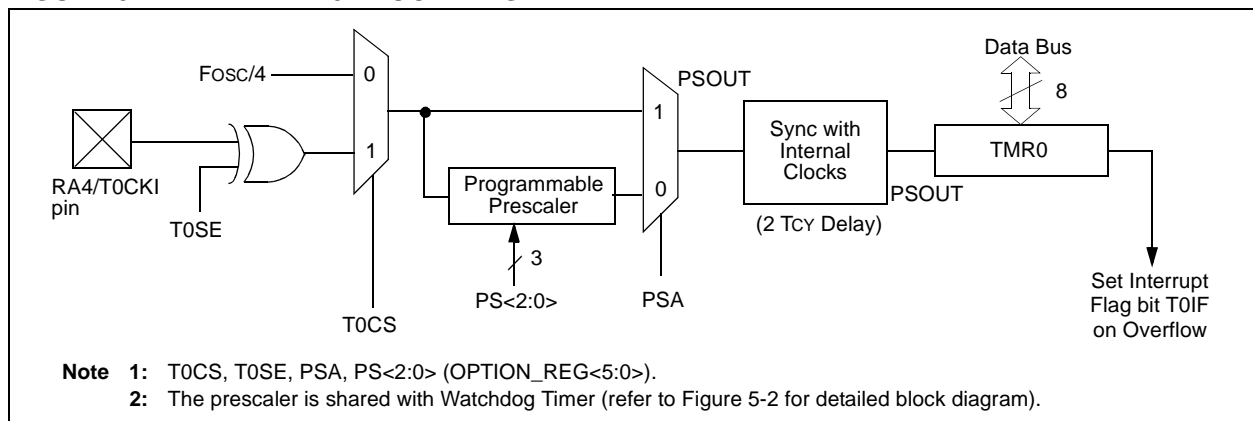 Data Bus
FOSC/4
0
PSOUT
8
1
1
Sync with
Internal
Clocks
TMR0
RA4/T0CKI
pin
Programmable
Prescaler
0
PSOUT
T0SE
(2 TCY Delay)
3
PS<2:0>
PSA
T0CS
Set Interrupt
Flag bit T0IF
on Overflow
Note 1: T0CS, T0SE, PSA, PS<2:0> (OPTION_REG<5:0>).
2: The prescaler is shared with Watchdog Timer (refer to Figure 5-2 for detailed block diagram).